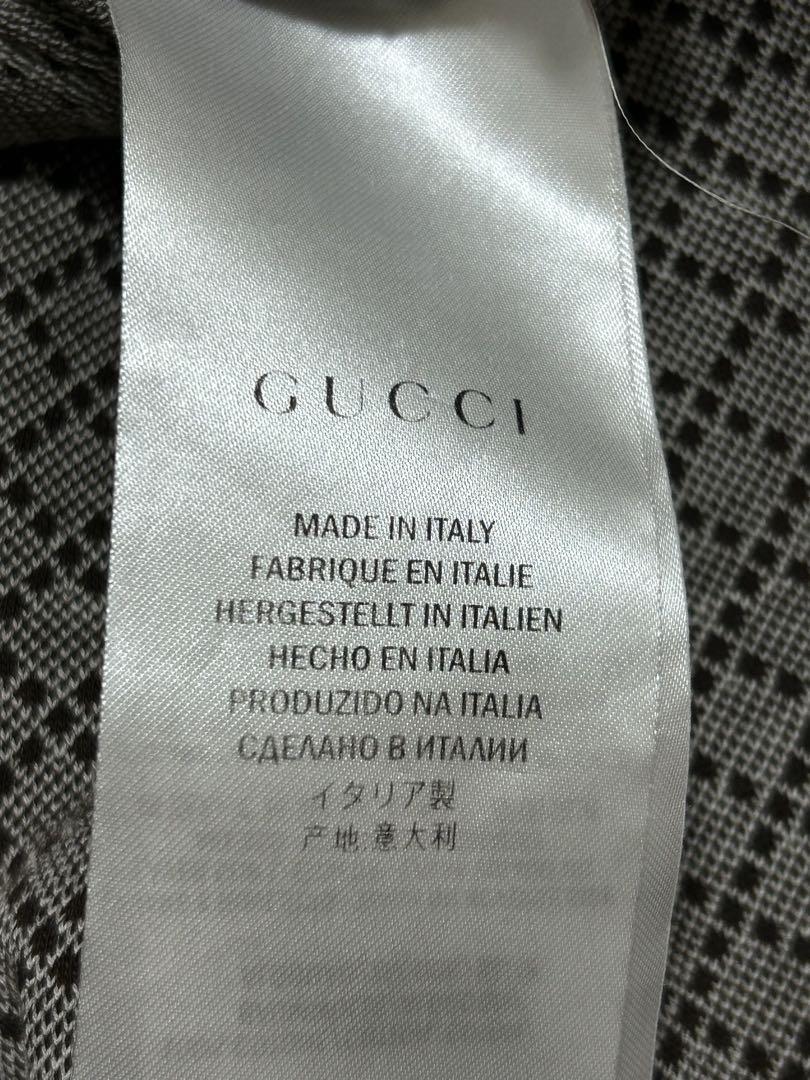 GUCCI
MADE IN ITALY
FABRIQUE EN ITALIE
HERGESTELLT IN ITALIEN
HECHO EN ITALIA
PRODUZIDO NA ITALIA
СДЕЛАНО В ИТАЛИИ
イタリア製
产地 意大利